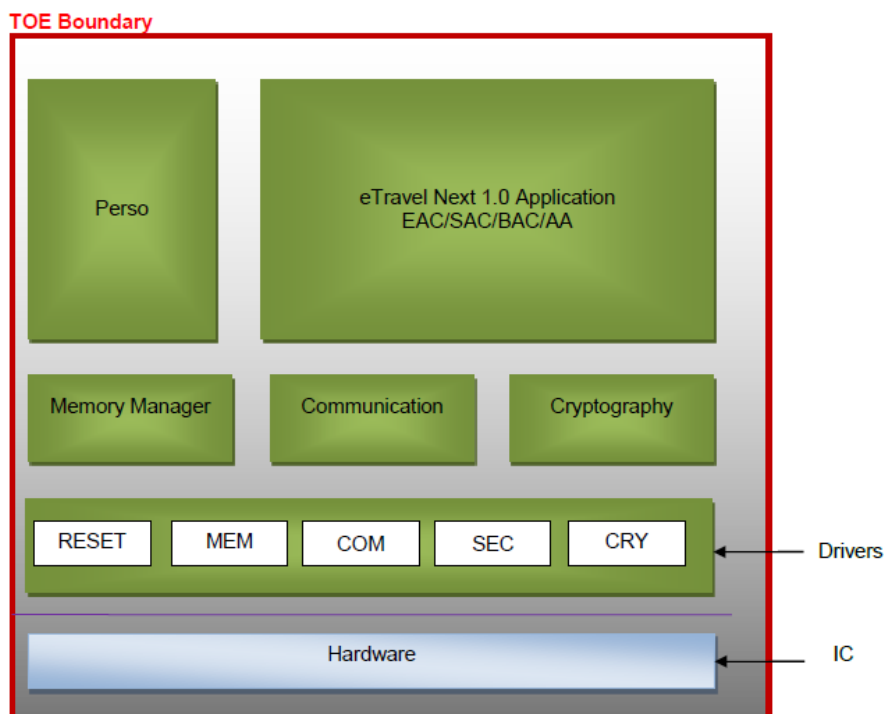 TOE Boundary
Perso
eTravel Next 1.0 Application
EAC/SAC/BAC/AA
Memory Manager
Communication
Cryptography
RESET
MEM
COM
SEC
CRY
Drivers
Hardware
IC